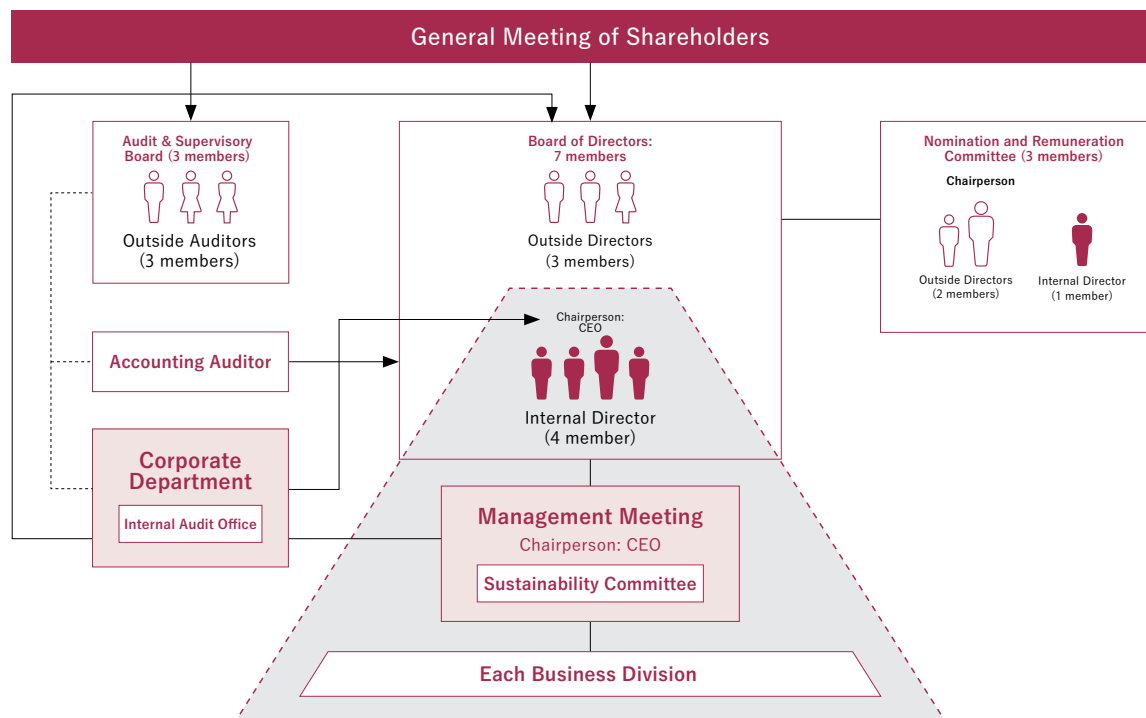 General Meeting of Shareholders
Audit & Supervisory
Board (3 members)
Outside Auditors
(3 members)
Board of Directors:
7 members
Outside Directors
(3 members)
Nomination and Remuneration
Committee (3 members)
Chairperson
Outside Directors
(2 members)
Internal Director
(1 member)
Chairperson:
CEO
Internal Director
(4 member)
Accounting Auditor
Corporate
Department
Internal Audit Office
Management Meeting
Chairperson: CEO
Sustainability Committee
Each Business Division